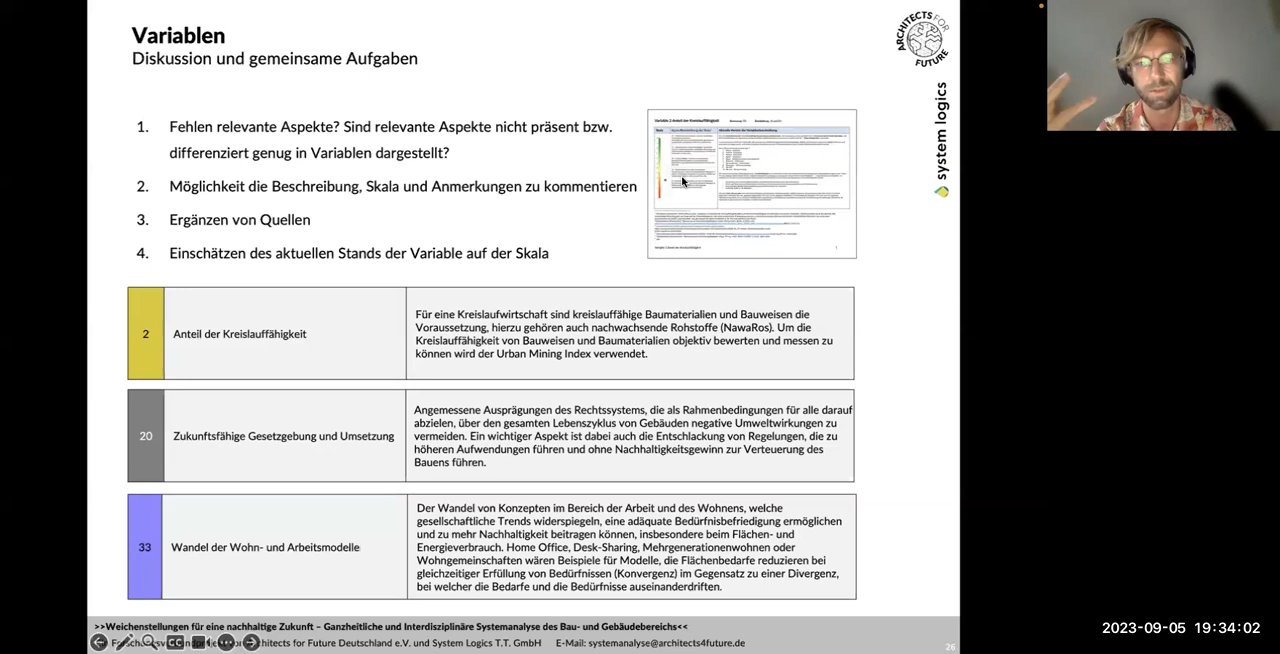 Variablen
Diskussion und gemeinsame Aufgaben
ARCHITECTS FOR FUTURE
system logics
1. Fehlen relevante Aspekte? Sind relevante Aspekte nicht präsent bzw.
differenziert genug in Variablen dargestellt?
2. Möglichkeit die Beschreibung, Skala und Anmerkungen zu kommentieren
3. Ergänzen von Quellen
4. Einschätzen des aktuellen Stands der Variable auf der Skala
2
Anteil der Kreislauffähigkeit
Für eine Kreislaufwirtschaft sind kreislauffähige Baumaterialien und Bauweisen die
Voraussetzung, hierzu gehören auch nachwachsende Rohstoffe (NawaRos). Um die
Kreislauffähigkeit von Bauweisen und Baumaterialien objektiv bewerten und messen zu
können wird der Urban Mining Index verwendet.
20
Zukunftsfähige Gesetzgebung und Umsetzung
Angemessene Ausprägungen des Rechtssystems, die als Rahmenbedingungen für alle darauf
abzielen, über den gesamten Lebenszyklus von Gebäuden negative Umweltwirkungen zu
vermeiden. Ein wichtiger Aspekt ist dabei auch die Entschlackung von Regelungen, die zu
höheren Aufwendungen führen und ohne Nachhaltigkeitsgewinn zur Verteuerung des
Bauens führen.
33
Wandel der Wohn- und Arbeitsmodelle
Der Wandel von Konzepten im Bereich der Arbeit und des Wohnens, welche
gesellschaftliche Trends widerspiegeln, eine adäquate Bedürfnisbefriedigung ermöglichen
und zu mehr Nachhaltigkeit beitragen können, insbesondere beim Flächen- und
Energieverbrauch. Home Office, Desk-Sharing, Mehrgenerationenwohnen oder
Wohngemeinschaften wären Beispiele für Modelle, die Flächenbedarfe reduzieren bei
gleichzeitiger Erfüllung von Bedürfnissen (Konvergenz) im Gegensatz zu einer Divergenz,
bei welcher die Bedarfe und die Bedürfnisse auseinanderdriften.
>>Weichenstellungen für eine nachhaltige Zukunft – Ganzheitliche und Interdisziplinäre Systemanalyse des Bau- und Gebäudebereichs<<
for Future Deutschland e.V. und System Logics T.T. GmbH E-Mail: systemanalyse@architects4future.de
26
2023-09-05 19:34:02